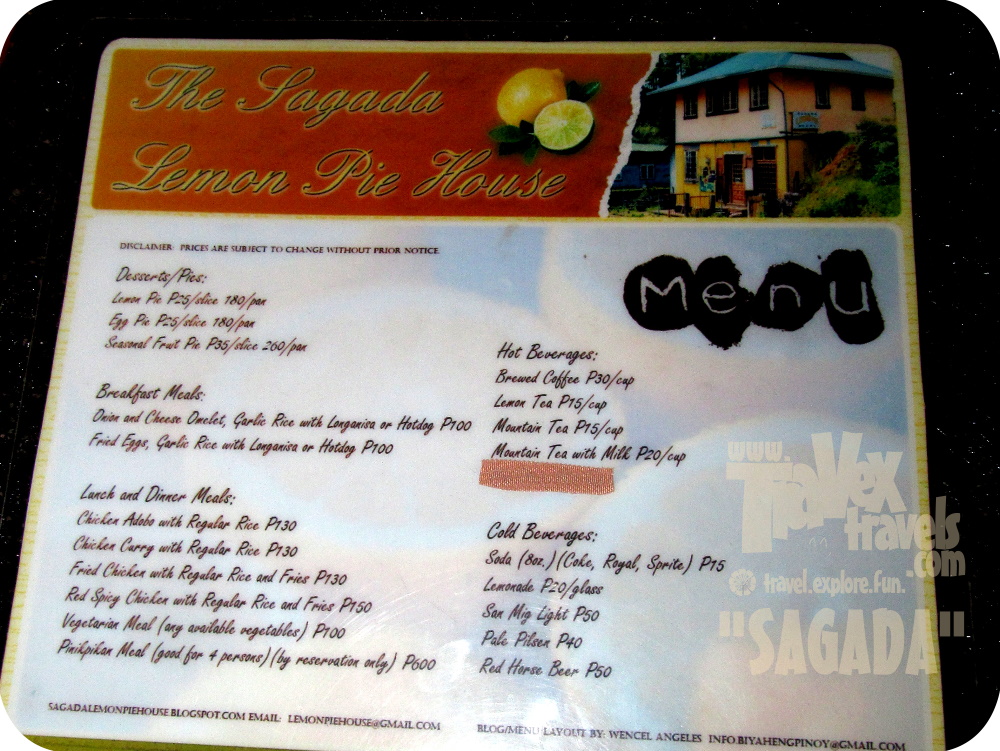 The Sagada
Lemon Pie House
DISCLAIMER: PRICES ARE SUBJECT TO CHANGE WITHOUT PRIOR NOTICE
Menu
Desserts/Pies:
Lemon Pie P25/slice 180/pan
Egg Pie P25/slice 180/pan
Seasonal Fruit Pie P35/slice 260/pan
Breakfast Meals:
Onion and Cheese Omelet, Garlic Rice with Longanisa or Hotdog P100
Fried Eggs, Garlic Rice with Longanisa or Hotdog P100
Lunch and Dinner Meals:
Chicken Adobo with Regular Rice P130
Chicken Curry with Regular Rice P130
Fried Chicken with Regular Rice and Fries P130
Red Spicy Chicken with Regular Rice and Fries P150
Vegetarian Meal (any available vegetables) P100
Pinikpikan Meal (good for 4 persons)(by reservation only) P600
Hot Beverages:
Brewed Coffee P30/cup
Lemon Tea P15/cup
Mountain Tea P15/cup
Mountain Tea with Milk P20/cup
Cold Beverages:
Soda (8oz.)(Coke, Royal, Sprite) P15
Lemonade P20/glass
San Mig Light P50
Pale Pilsen P40
Red Horse Beer P50
www.
TraVex
travels
.com
travel.explore.fun.
"SAGADA"
SAGADALEMONPIEHOUSE.BLOGSPOT.COM EMAIL: LEMONPIEHOUSE@GMAIL.COM
BLOG/MENU LAYOUT BY: WENCEL ANGELES INFO.BIYAHENGPINOY@GMAIL.COM